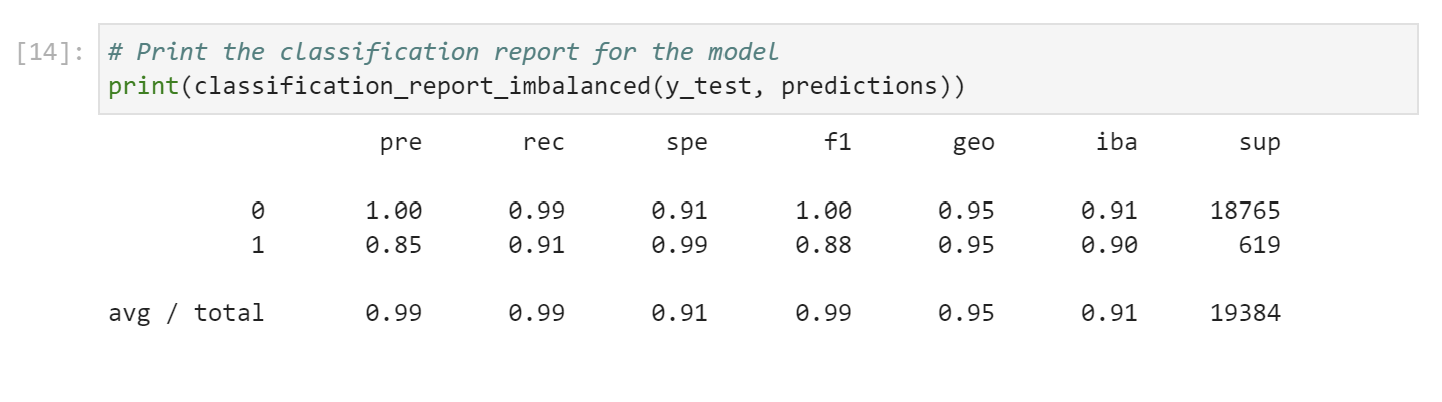 [14]: # Print the classification report for the model
print(classification_report_imbalanced(y_test, predictions))
pre rec spe f1 geo iba sup
0 1.00 0.99 0.91 1.00 0.95 0.91 18765
1 0.85 0.91 0.99 0.88 0.95 0.90 619
avg / total 0.99 0.99 0.91 0.99 0.95 0.91 19384